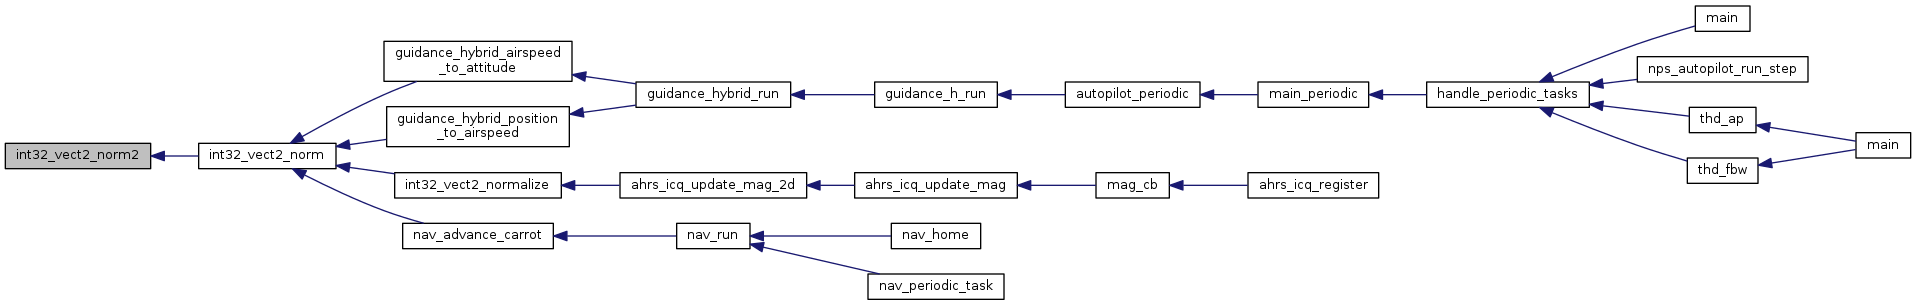 int32_vect2_norm2
int32_vect2_norm
guidance_hybrid_airspeed
_to_attitude
guidance_hybrid_position
_to_airspeed
int32_vect2_normalize
nav_advance_carrot
guidance_hybrid_run
guidance_h_run
autopilot_periodic
main_periodic
handle_periodic_tasks
main
nps_autopilot_run_step
thd_ap
thd_fbw
main
ahrs_icq_update_mag_2d
ahrs_icq_update_mag
mag_cb
ahrs_icq_register
nav_run
nav_home
nav_periodic_task